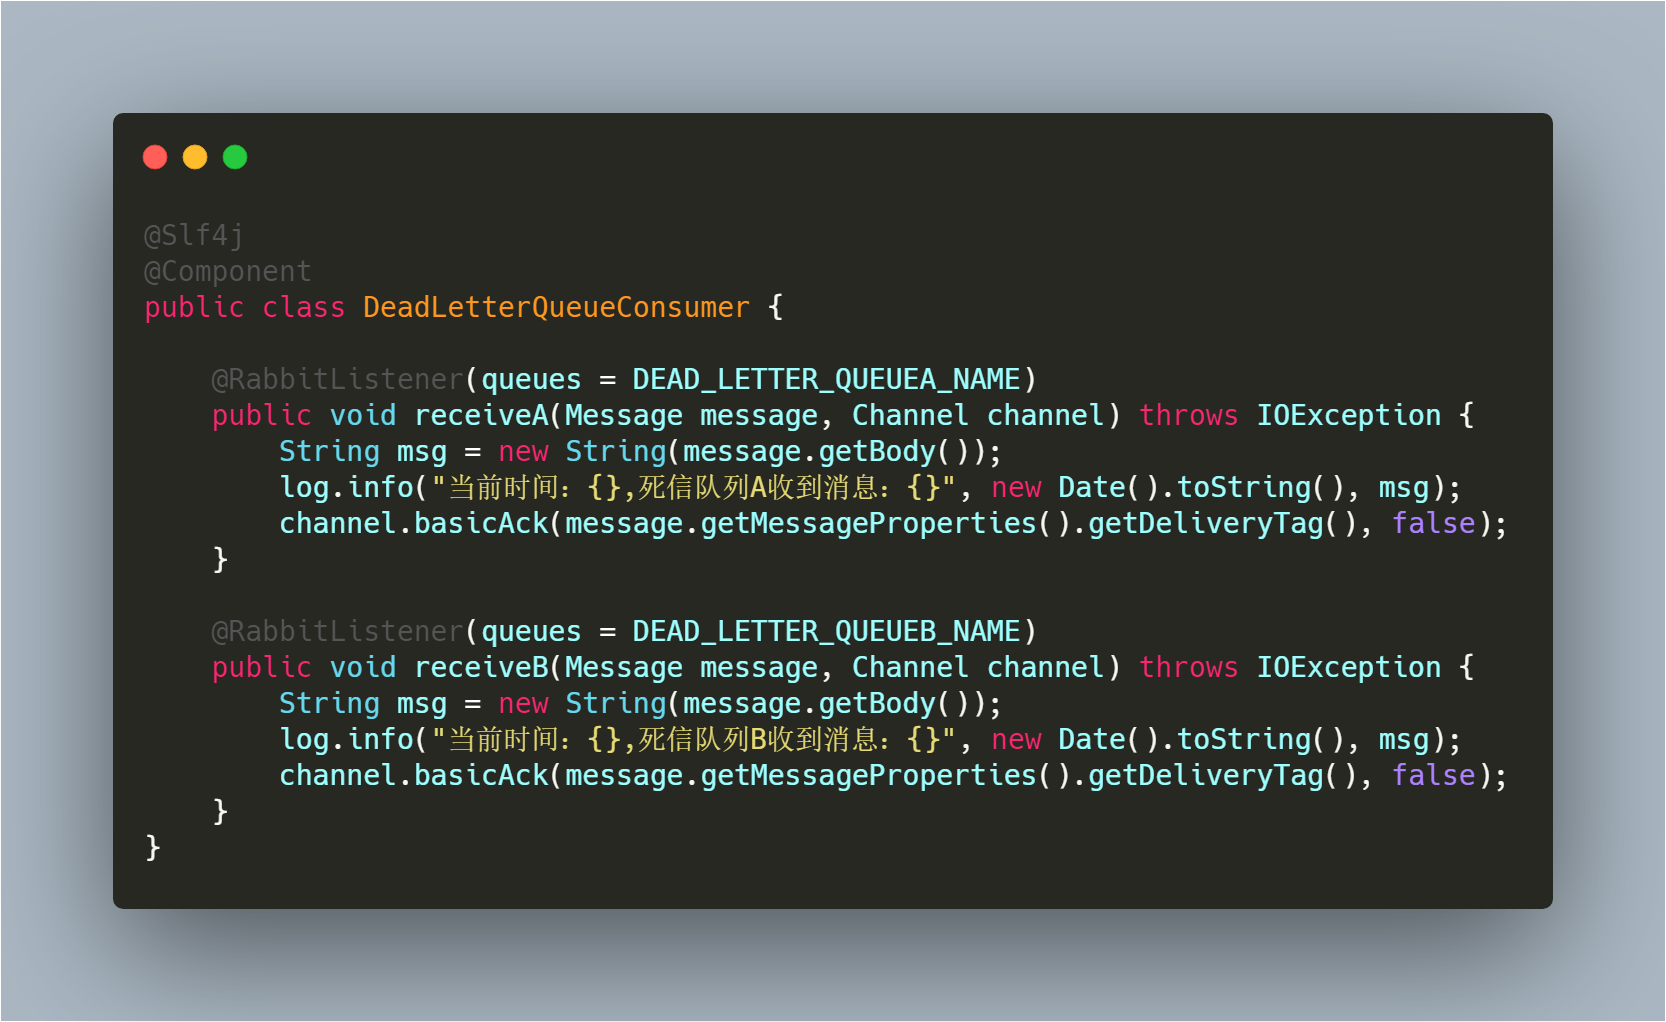 @Slf4j
@Component
public class DeadLetterQueueConsumer {
@RabbitListener(queues = DEAD_LETTER_QUEUEA_NAME)
public void receiveA(Message message, Channel channel) throws IOException {
String msg = new String(message.getBody());
log.info("当前时间：{},死信队列A收到消息：{}", new Date().toString(), msg);
channel.basicAck(message.getMessageProperties().getDeliveryTag(), false);
}
@RabbitListener(queues = DEAD_LETTER_QUEUEB_NAME)
public void receiveB(Message message, Channel channel) throws IOException {
String msg = new String(message.getBody());
log.info("当前时间：{},死信队列B收到消息：{}", new Date().toString(), msg);
channel.basicAck(message.getMessageProperties().getDeliveryTag(), false);
}
}